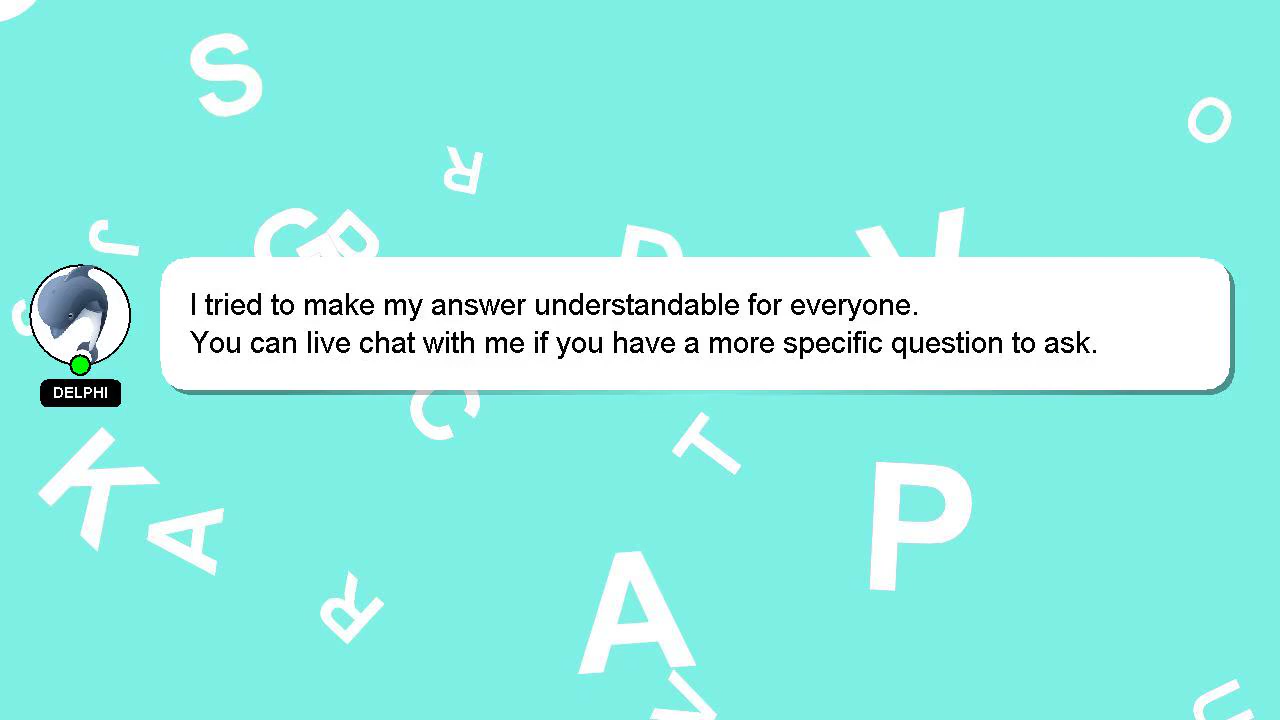 S
O
R
J
C
B
E
D
V
I tried to make my answer understandable for everyone.
You can live chat with me if you have a more specific question to ask.
DELPHI
C
T
K
P
A
R
A
V
U